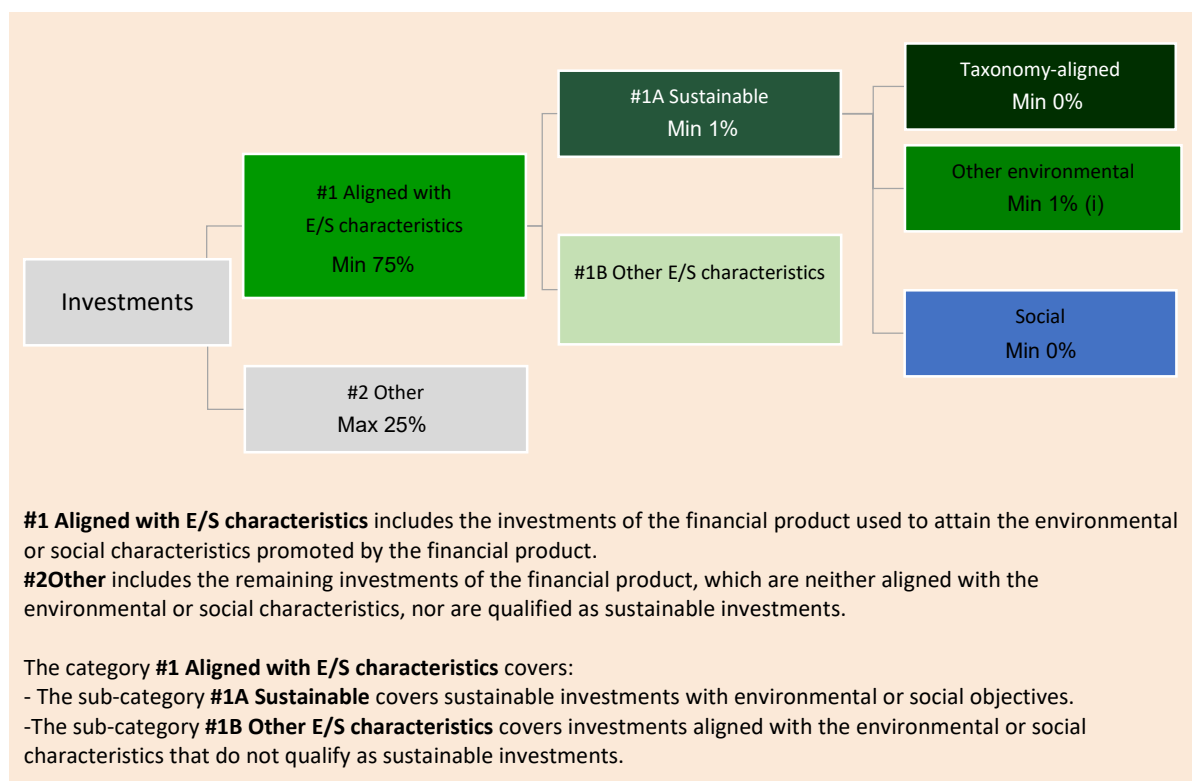 Taxonomy-aligned
Min 0%
#1A Sustainable
Min 1%
Other environmental
Min 1% (i)
#1 Aligned with
E/S characteristics
Min 75%
#1B Other E/S characteristics
Investments
Social
Min 0%
#2 Other
Max 25%
#1 Aligned with E/S characteristics includes the investments of the financial product used to attain the environmental
or social characteristics promoted by the financial product.
#2Other includes the remaining investments of the financial product, which are neither aligned with the
environmental or social characteristics, nor are qualified as sustainable investments.
The category #1 Aligned with E/S characteristics covers:
- The sub-category #1A Sustainable covers sustainable investments with environmental or social objectives.
-The sub-category #1B Other E/S characteristics covers investments aligned with the environmental or social
characteristics that do not qualify as sustainable investments.